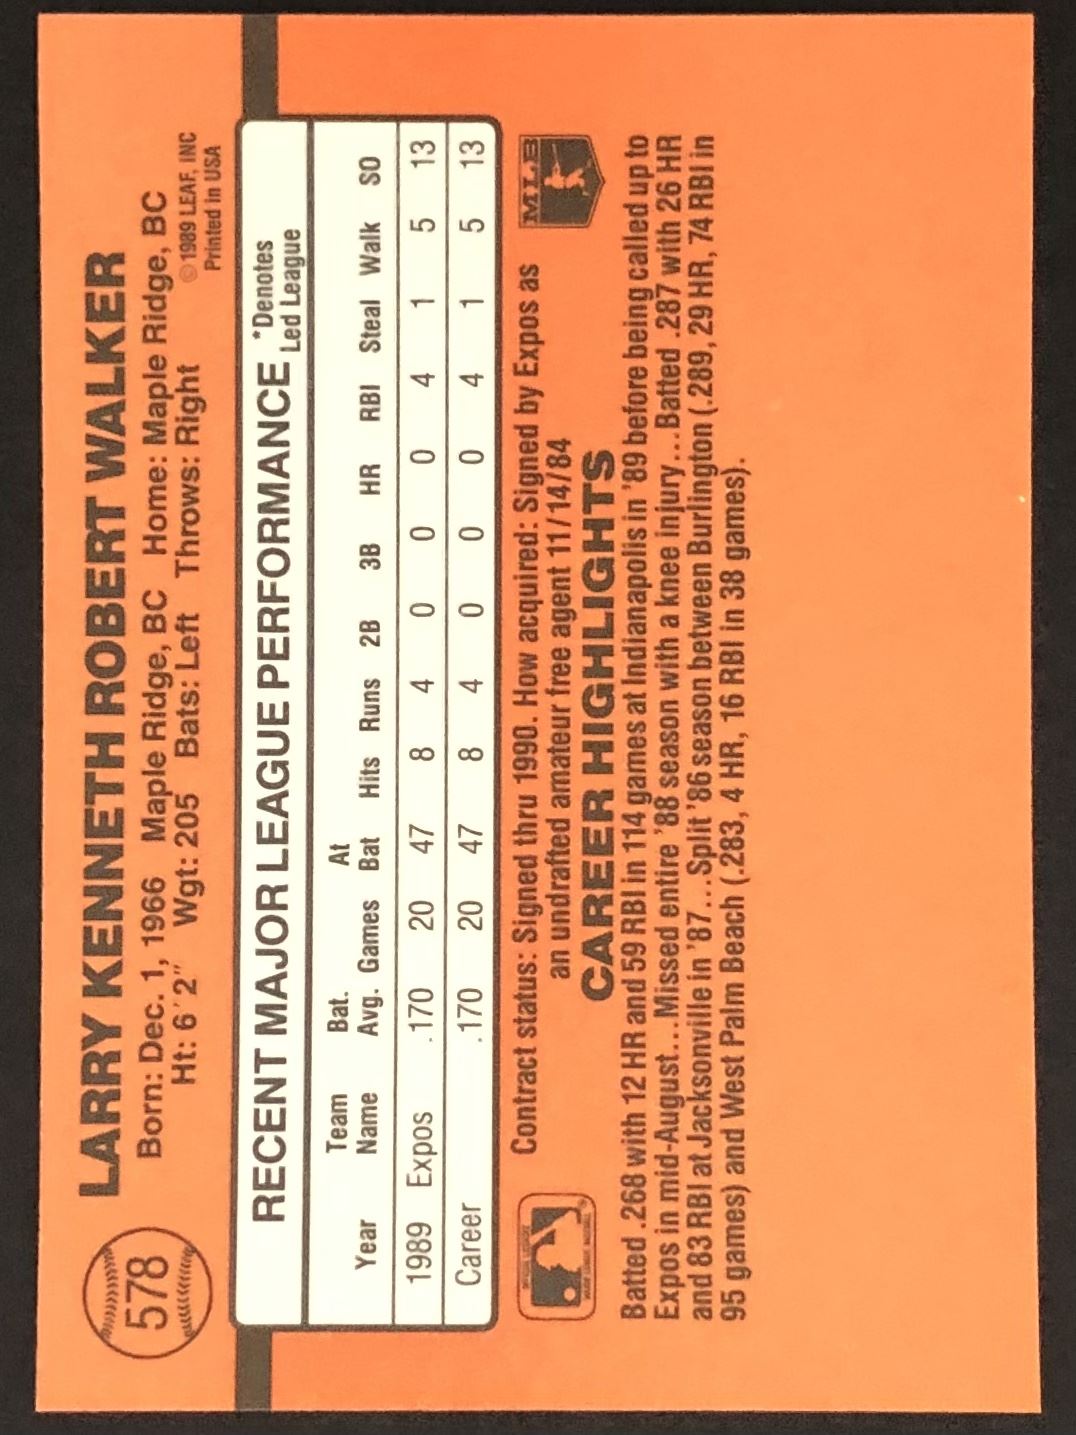 578
LARRY KENNETH ROBERT WALKER
Born: Dec. 1, 1966 Maple Ridge, BC Home: Maple Ridge, BC
Ht: 6´2˝ Wgt: 205 Bats: Left Throws: Right
©1989 LEAF, INC
Printed in USA
RECENT MAJOR LEAGUE PERFORMANCE *Denotes
Led League
Year Team Name Bat. Avg. Games At Bat Hits Runs 2B 3B HR RBI Steal Walk SO
1989 Expos .170 20 47 8 4 0 0 0 4 1 5 13
Career .170 20 47 8 4 0 0 0 4 1 5 13
Contract status: Signed thru 1990. How acquired: Signed by Expos as
an undrafted amateur free agent 11/14/84
MLB
CAREER HIGHLIGHTS
Batted .268 with 12 HR and 59 RBI in 114 games at Indianapolis in '89 before being called up to
Expos in mid-August...Missed entire '88 season with a knee injury...Batted .287 with 26 HR
and 83 RBI at Jacksonville in '87...Split '86 season between Burlington (.289, 29 HR, 74 RBI in
95 games) and West Palm Beach (.283, 4 HR, 16 RBI in 38 games).